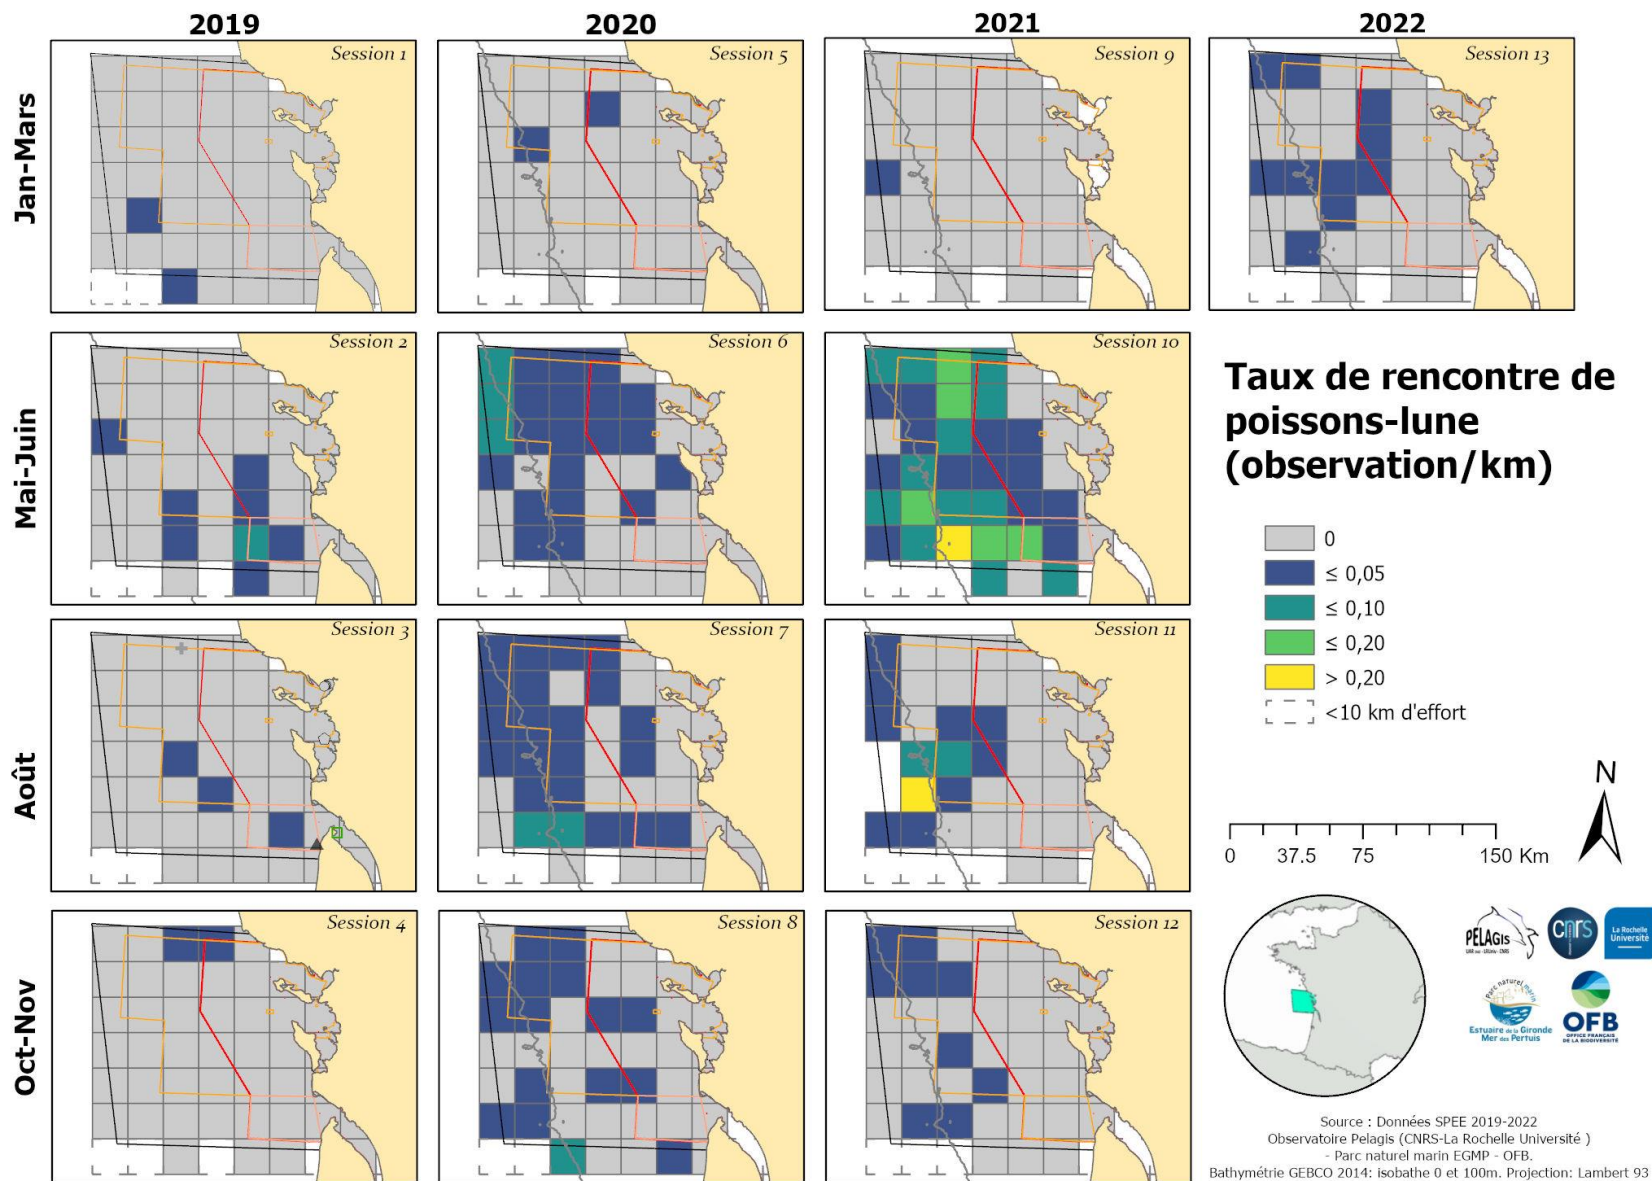 2019
2020
2021
2022
Jan-Mars
Session 1
Session 5
Session 9
Session 13
Mai-Juin
Session 2
Session 6
Session 10
Taux de rencontre de
poissons-lune
(observation/km)
0
≤ 0,05
≤ 0,10
≤ 0,20
> 0,20
<10 km d'effort
Août
Session 3
Session 7
Session 11
N
0 37.5 75 150 Km
Oct-Nov
Session 4
Session 8
Session 12
PELAGIS
cnrs
La Rochelle
Université
Parc naturel marin
Estuaire de la Gironde
Mer des Pertuis
OFB
OFFICE FRANÇAIS
DE LA BIODIVERSITÉ
Source : Données SPEE 2019-2022
Observatoire Pelagis (CNRS-La Rochelle Université )
- Parc naturel marin EGMP - OFB.
Bathymétrie GEBCO 2014: isobathe 0 et 100m. Projection: Lambert 93